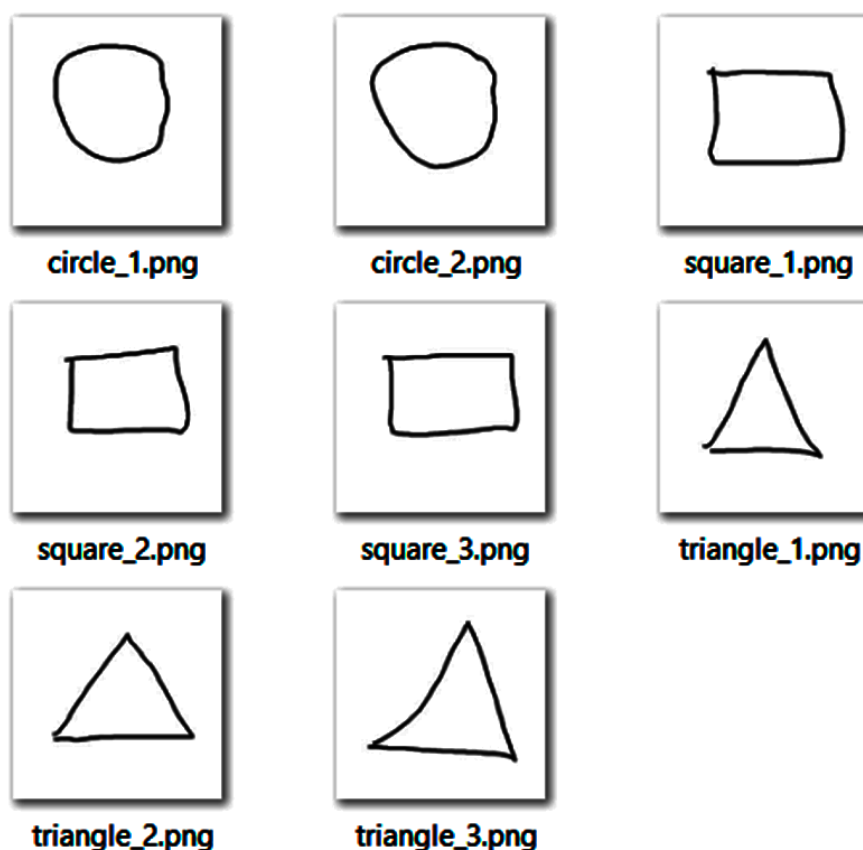 circle_1.png
circle_2.png
square_1.png
square_2.png
square_3.png
triangle_1.png
triangle_2.png
triangle_3.png